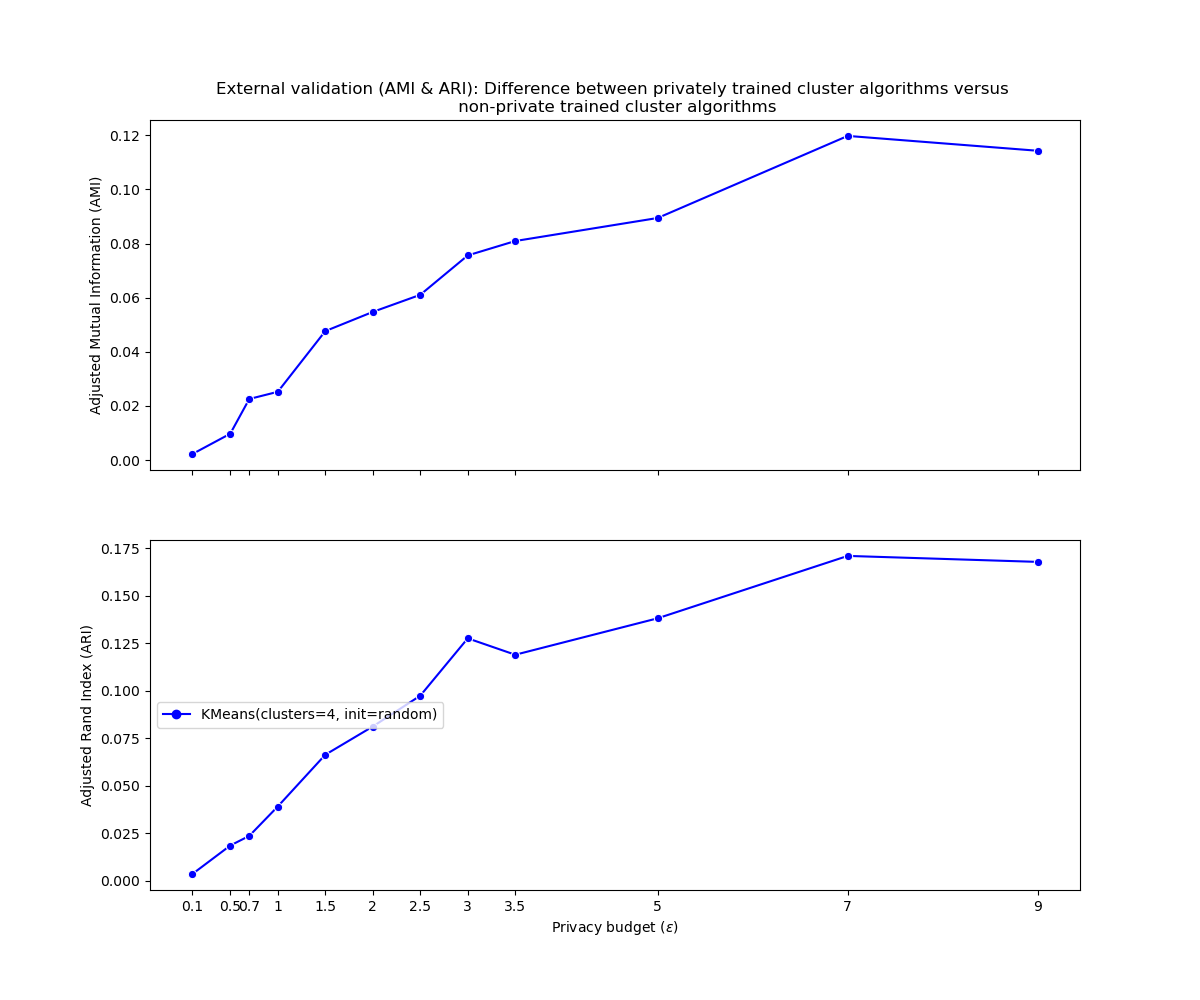 External validation (AMI & ARI): Difference between privately trained cluster algorithms versus
non-private trained cluster algorithms
0.12
0.10
0.08
0.06
0.04
0.02
0.00
Adjusted Mutual Information (AMI)
0.175
0.150
0.125
0.100
0.075
0.050
0.025
0.000
Adjusted Rand Index (ARI)
KMeans(clusters=4, init=random)
0.1 0.5 0.7 1 1.5 2 2.5 3 3.5 5 7 9
Privacy budget (ε)